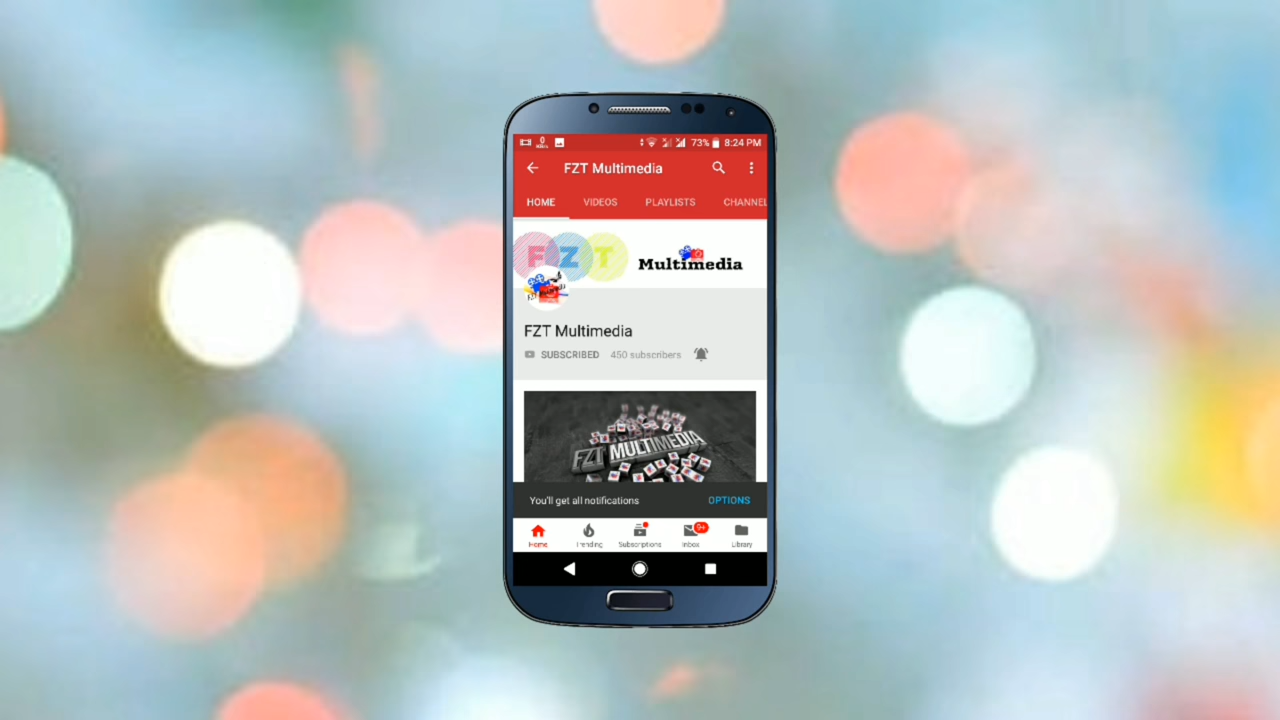 73% 8:24 PM
FZT Multimedia
HOME VIDEOS PLAYLISTS CHANNEL
F Z T Multimedia
FZT Multimedia
SUBSCRIBED 450 subscribers
FZT MULTIMEDIA
You'll get all notifications OPTIONS
9+
Home Trending Subscriptions Inbox Library